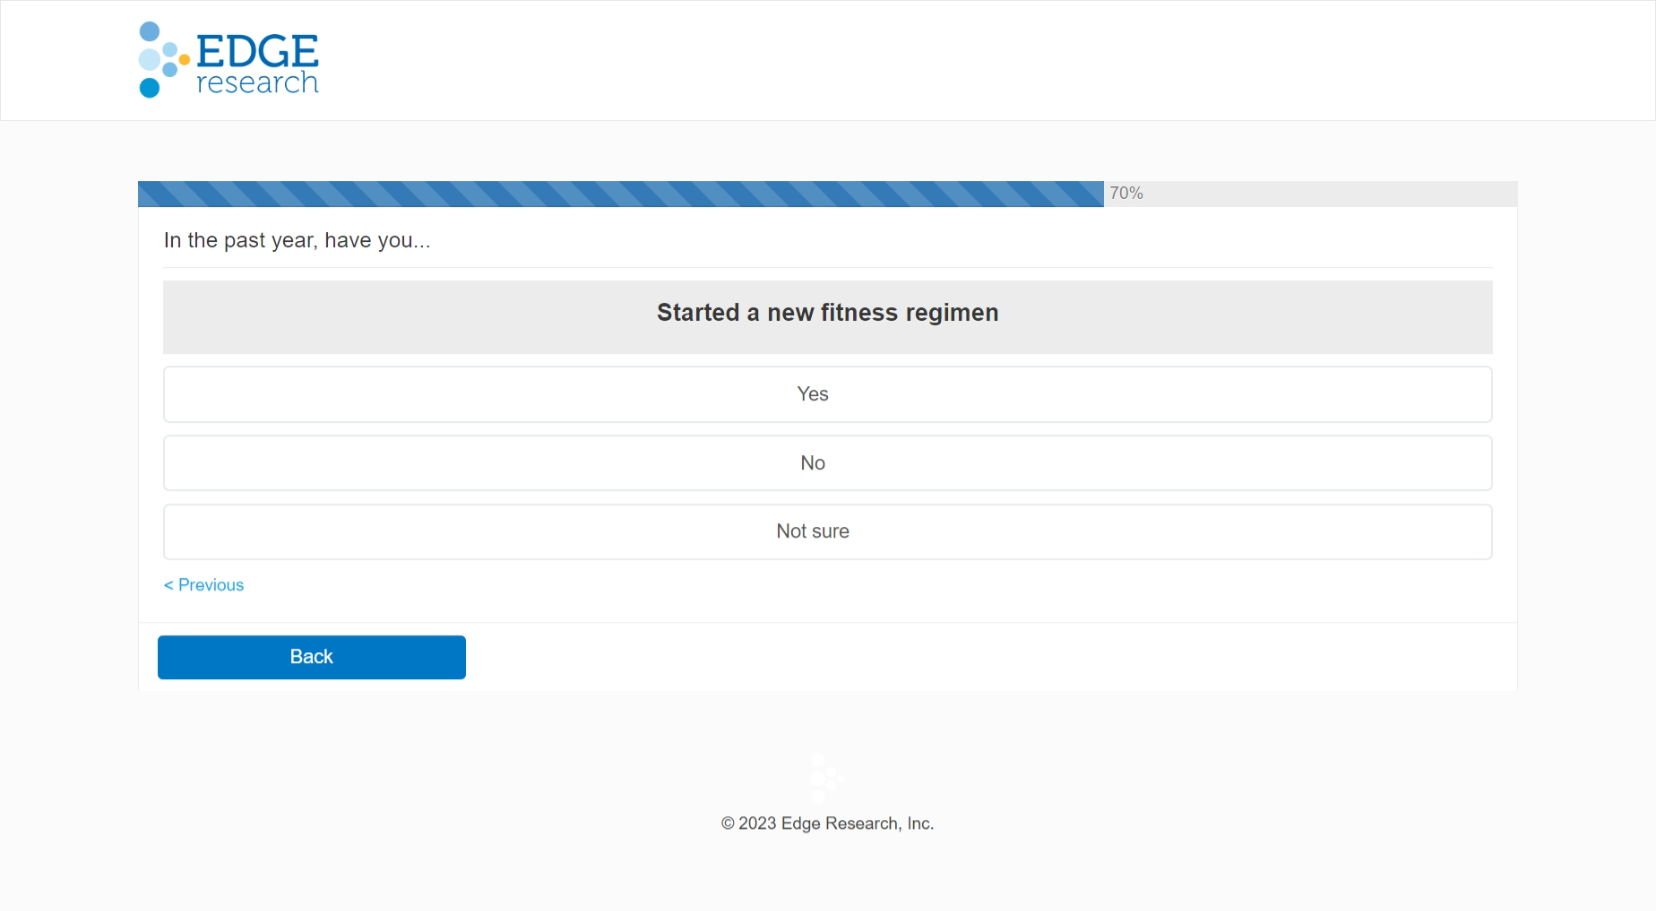 EDGE
research
70%
In the past year, have you...
Started a new fitness regimen
Yes
No
Not sure
< Previous
Back
© 2023 Edge Research, Inc.